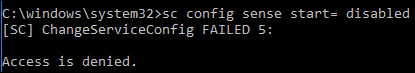 C:\windows\system32>sc config sense start= disabled
[SC] ChangeServiceConfig FAILED 5:
Access is denied.